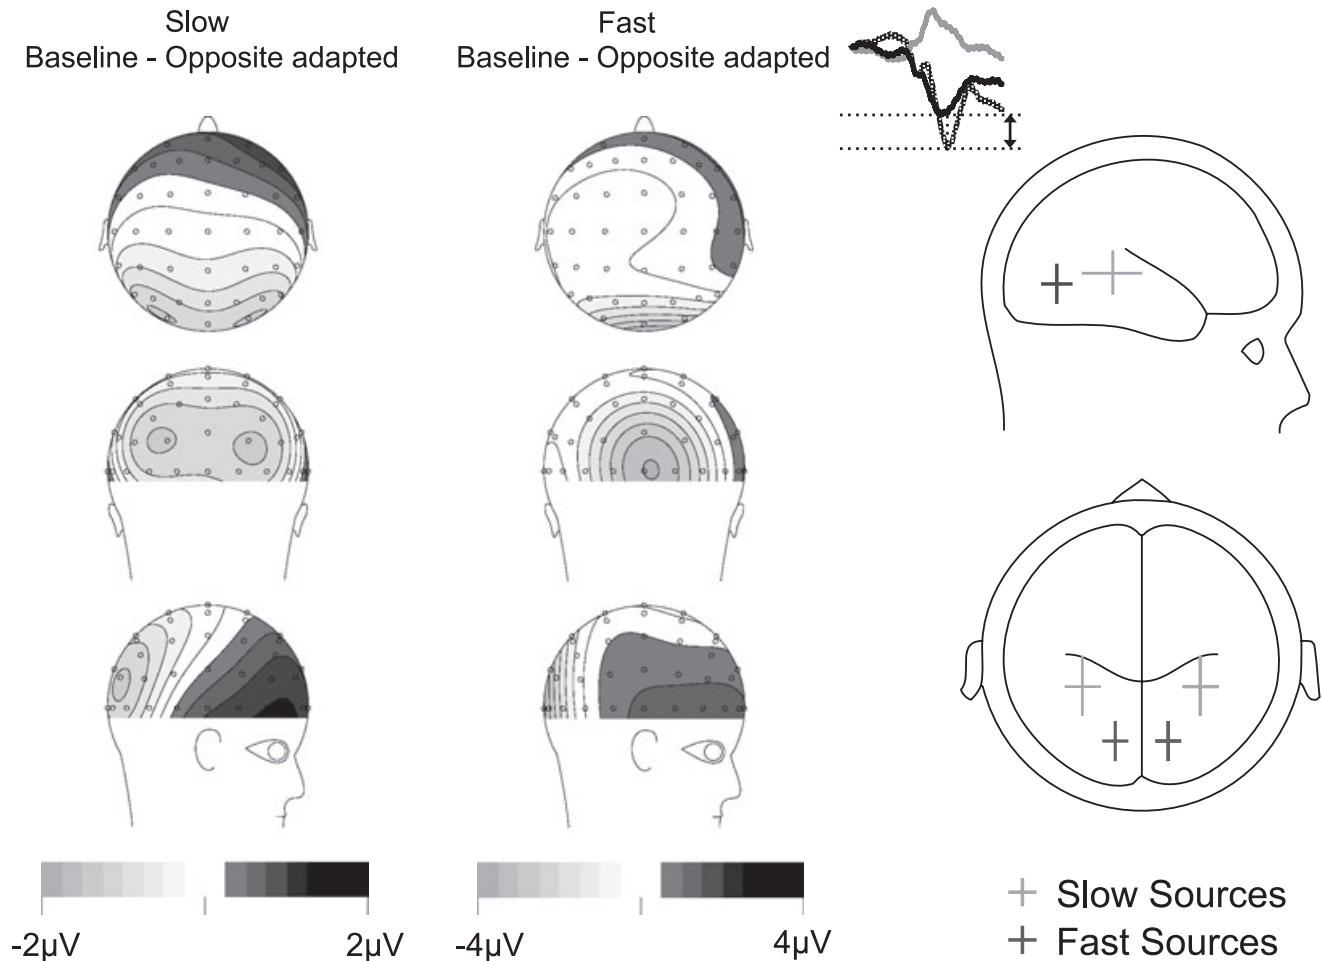 Slow
Baseline - Opposite adapted
Fast
Baseline - Opposite adapted
-2µV
2µV
-4µV
4µV
Slow Sources
Fast Sources